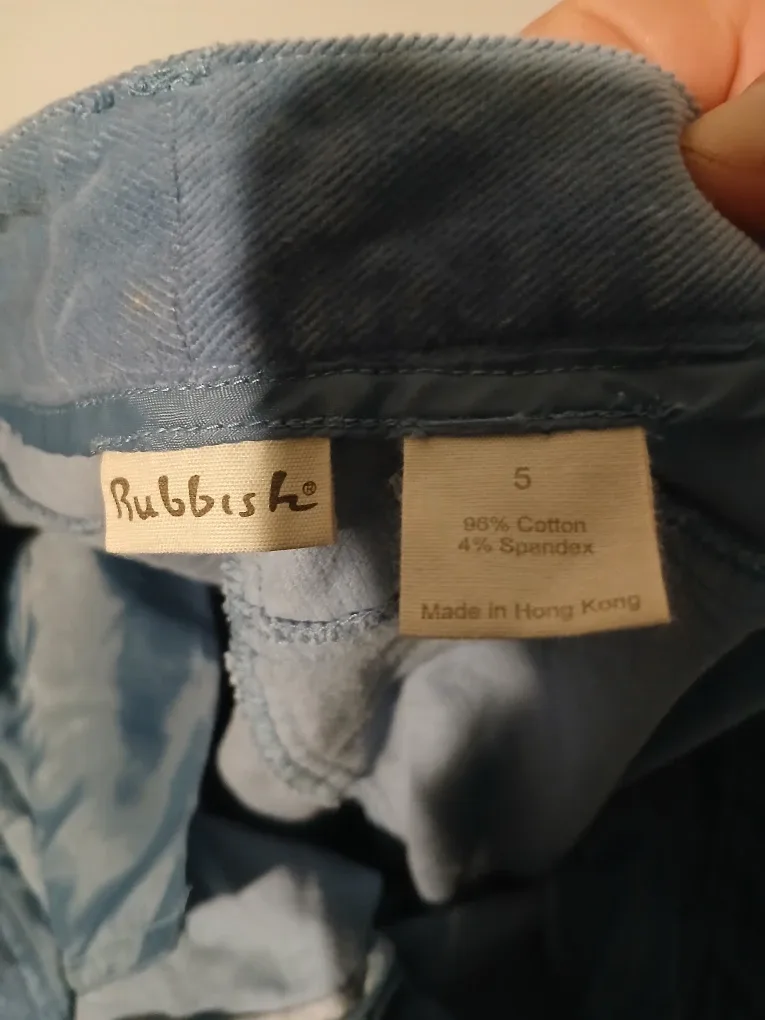 Rubbish®
5
96% Cotton
4% Spandex
Made in Hong Kong